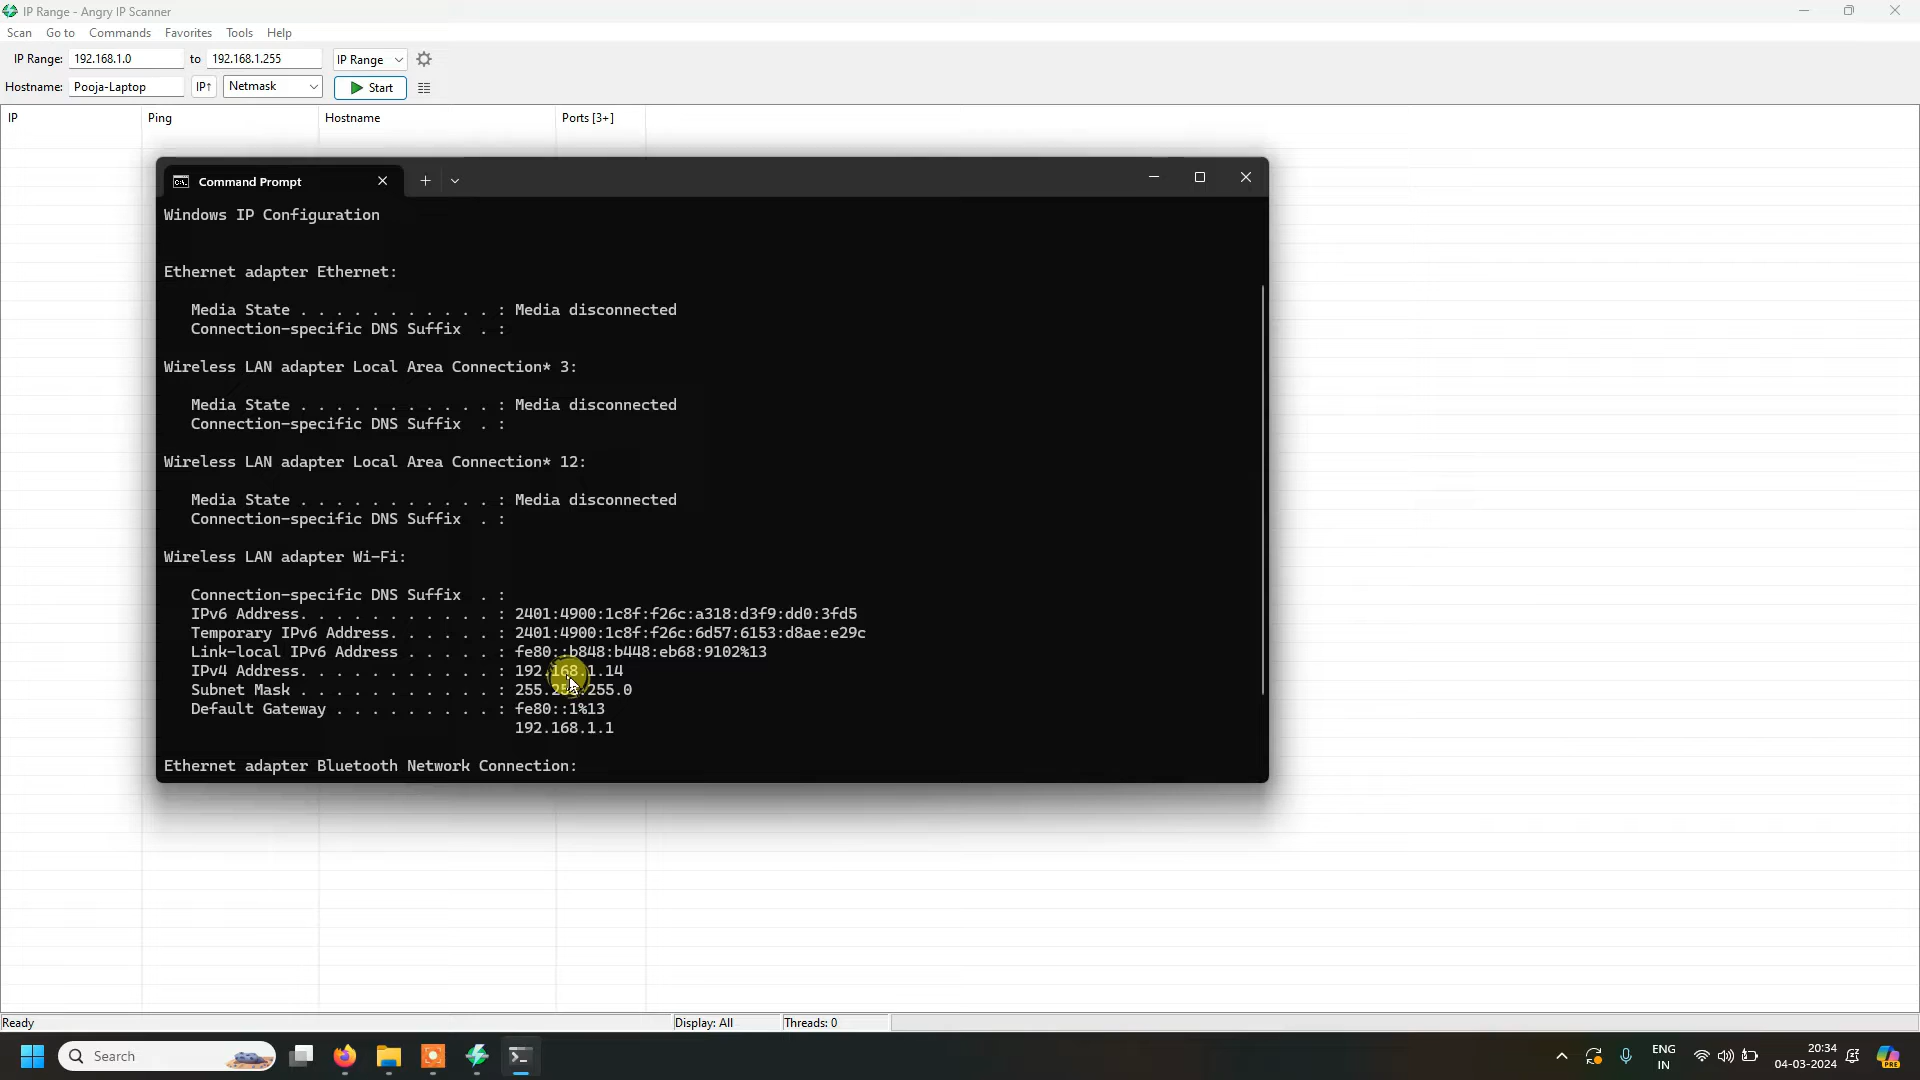 IP Range - Angry IP Scanner
Scan Go to Commands Favorites Tools Help
IP Range: 192.168.1.0 to 192.168.1.255 IP Range
Hostname: Pooja-Laptop IP↑ Netmask Start
IP Ping Hostname Ports [3+]
Command Prompt
Windows IP Configuration
Ethernet adapter Ethernet:
Media State . . . . . . . . . . . : Media disconnected
Connection-specific DNS Suffix . :
Wireless LAN adapter Local Area Connection* 3:
Media State . . . . . . . . . . . : Media disconnected
Connection-specific DNS Suffix . :
Wireless LAN adapter Local Area Connection* 12:
Media State . . . . . . . . . . . : Media disconnected
Connection-specific DNS Suffix . :
Wireless LAN adapter Wi-Fi:
Connection-specific DNS Suffix . :
IPv6 Address. . . . . . . . . . . : 2401:4900:1c8f:f26c:a318:d3f9:dd0:3fd5
Temporary IPv6 Address. . . . . . : 2401:4900:1c8f:f26c:6d57:6153:d8ae:e29c
Link-local IPv6 Address . . . . . : fe80::b848:b448:eb68:9102%13
IPv4 Address. . . . . . . . . . . : 192.168.1.14
Subnet Mask . . . . . . . . . . . : 255.255.255.0
Default Gateway . . . . . . . . . : fe80::1%13
192.168.1.1
Ethernet adapter Bluetooth Network Connection:
Ready Display: All Threads: 0
Search
ENG
IN
20:34
04-03-2024
PRE